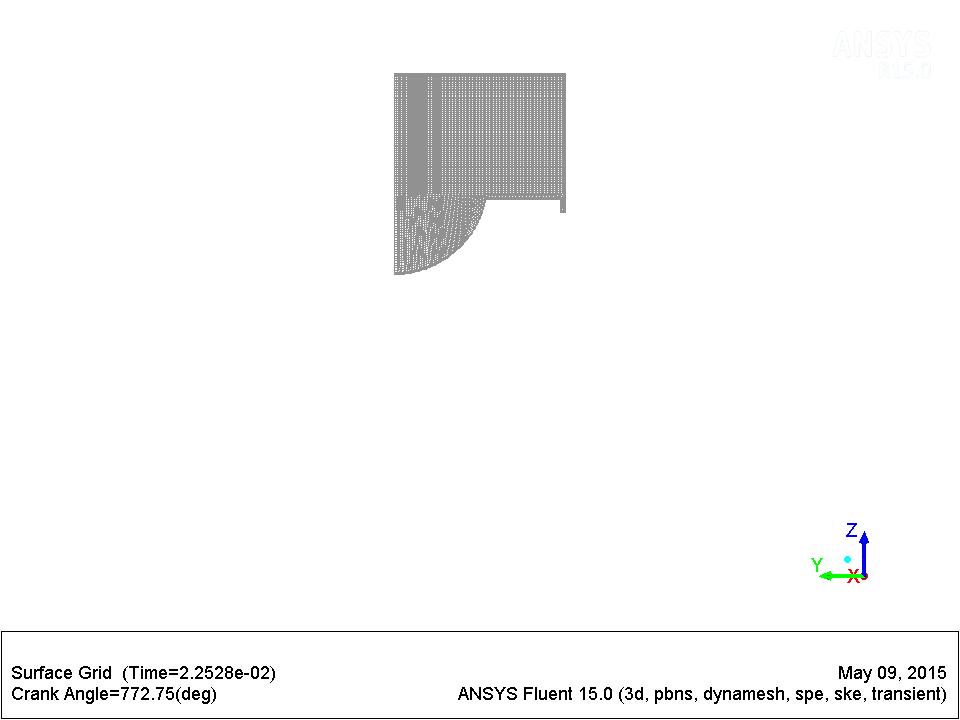 ANSYS
R15.0
Z
Y
X
Surface Grid  (Time=2.2528e-02)
Crank Angle=772.75(deg)
May 09, 2015
ANSYS Fluent 15.0 (3d, pbns, dynamesh, spe, ske, transient)